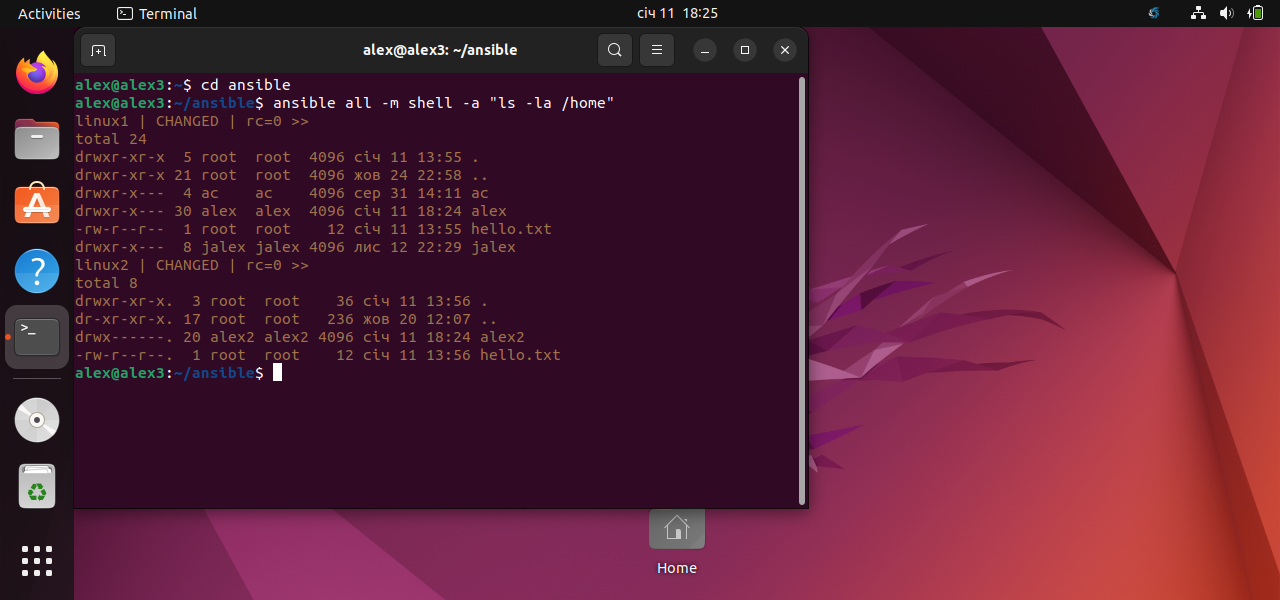 Activities
Terminal
січ 11 18:25
alex@alex3: ~/ansible
alex@alex3:~$ cd ansible
alex@alex3:~/ansible$ ansible all -m shell -a "ls -la /home"
linux1 | CHANGED | rc=0 >>
total 24
drwxr-xr-x  5 root  root  4096 січ 11 13:55 .
drwxr-xr-x 21 root  root  4096 жов 24 22:58 ..
drwxr-x---  4 ac    ac    4096 сер 31 14:11 ac
drwxr-x--- 30 alex  alex  4096 січ 11 18:24 alex
-rw-r--r--  1 root  root    12 січ 11 13:55 hello.txt
drwxr-x---  8 jalex jalex 4096 лис 12 22:29 jalex
linux2 | CHANGED | rc=0 >>
total 8
drwxr-xr-x.  3 root  root    36 січ 11 13:56 .
dr-xr-xr-x. 17 root  root   236 жов 20 12:07 ..
drwx------. 20 alex2 alex2 4096 січ 11 18:24 alex2
-rw-r--r--.  1 root  root    12 січ 11 13:56 hello.txt
alex@alex3:~/ansible$
Home